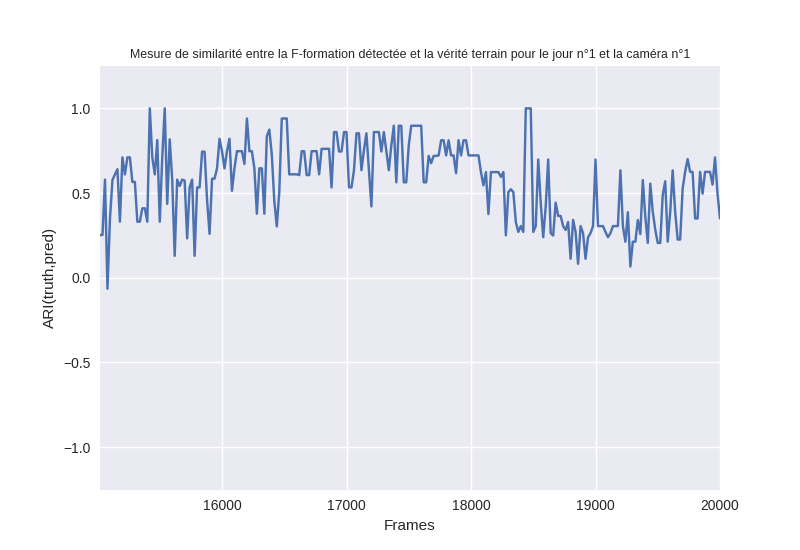 Mesure de similarité entre la F-formation détectée et la vérité terrain pour le jour n°1 et la caméra n°1
1.0
0.5
0.0
−0.5
−1.0
ARI(truth,pred)
16000 17000 18000 19000 20000
Frames